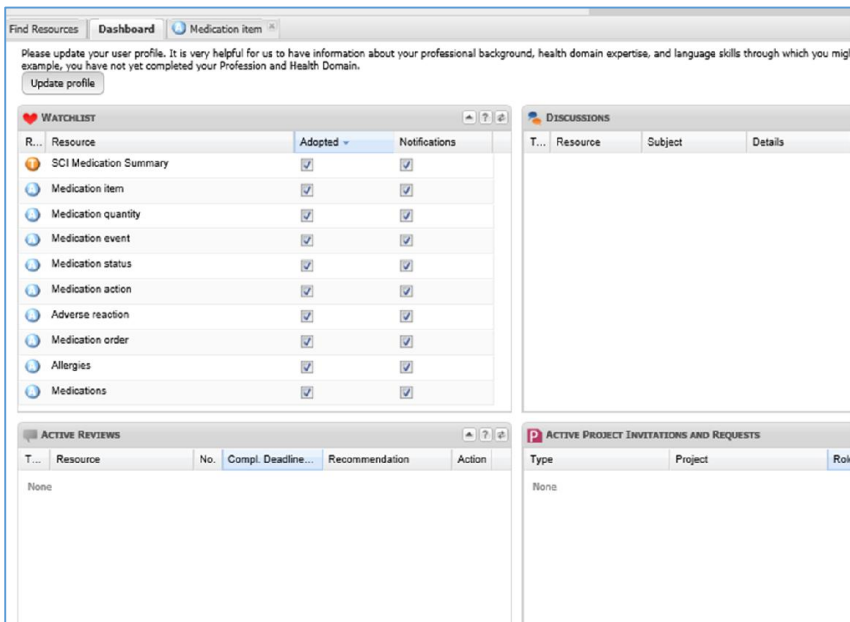 Find Resources Dashboard Medication item
Please update your user profile. It is very helpful for us to have information about your professional background, health domain expertise, and language skills through which you
example, you have not yet completed your Profession and Health Domain.
Update profile
WATCHLIST
R... Resource Adopted Notifications
SCI Medication Summary
Medication item
Medication quantity
Medication event
Medication status
Medication action
Adverse reaction
Medication order
Allergies
Medications
DISCUSSIONS
T... Resource Subject Details
ACTIVE REVIEWS
T... Resource No. Compl. Deadline... Recommendation Action
None
ACTIVE PROJECT INVITATIONS AND REQUESTS
Type Project
None